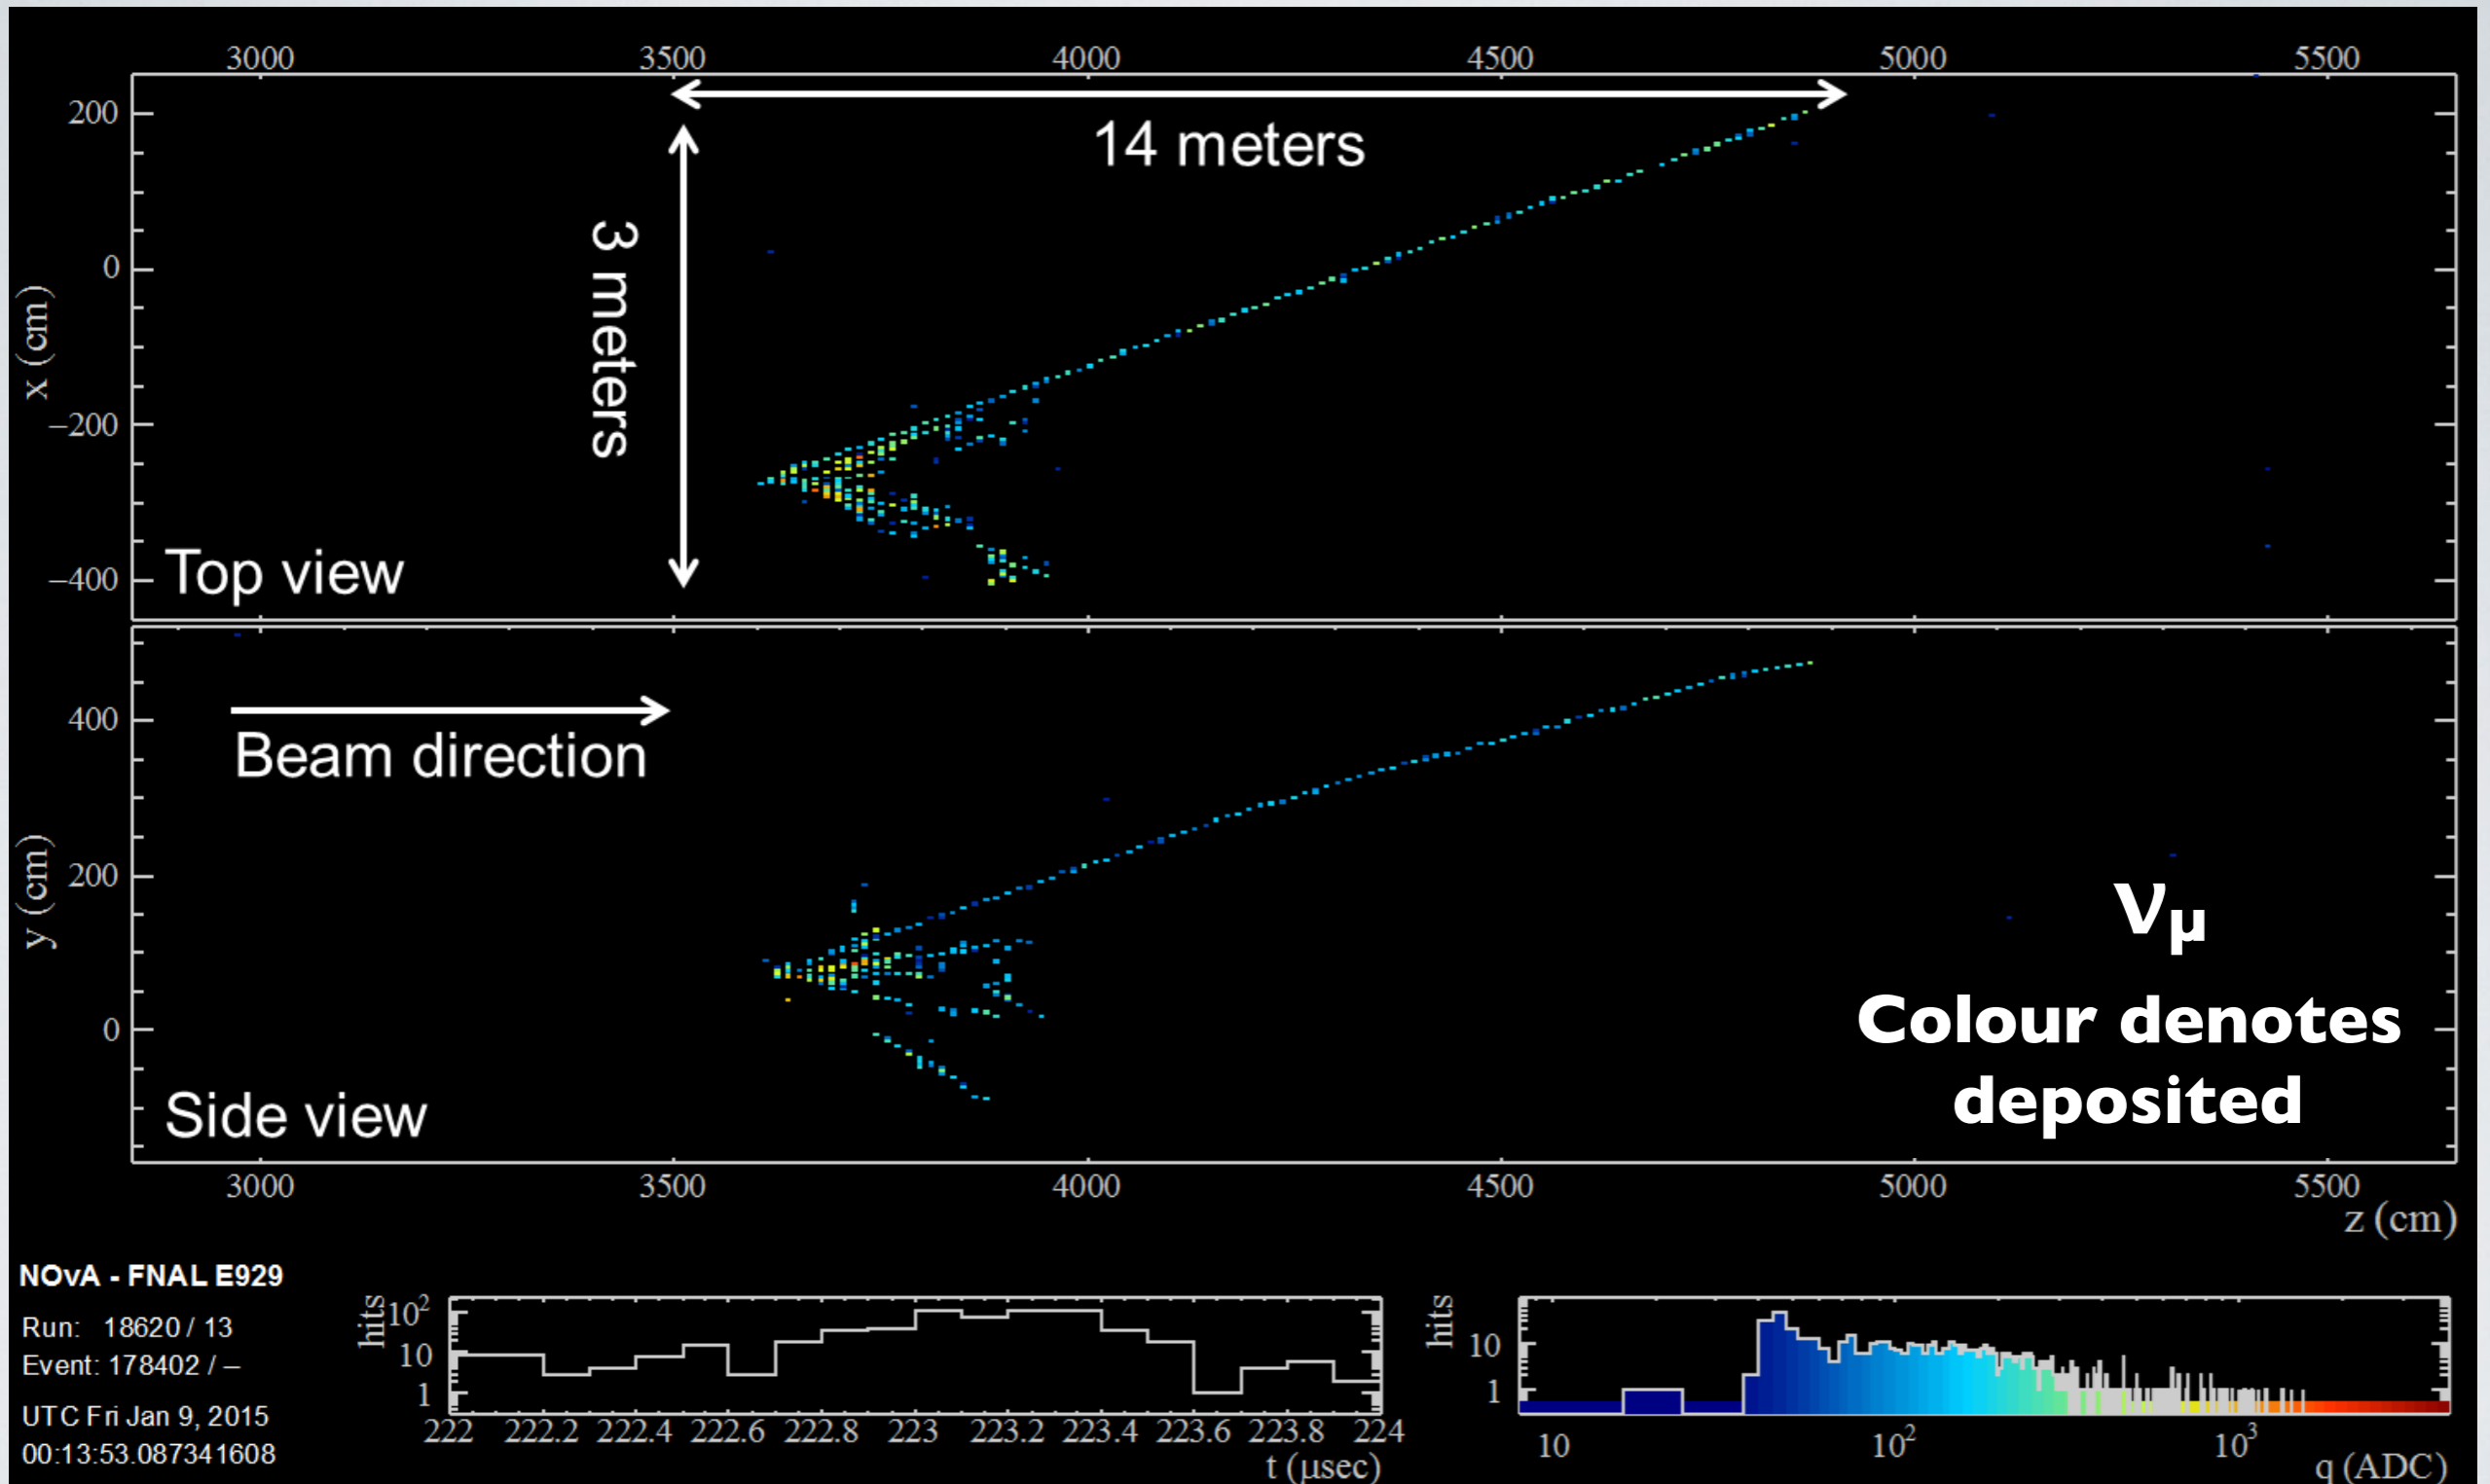 3000 3500 4000 4500 5000 5500
200
0
−200
−400
x (cm)
14 meters
3 meters
Top view
400
200
0
y (cm)
Beam direction
Side view
νμ
Colour denotes
deposited
3000 3500 4000 4500 5000 5500
z (cm)
NOνA - FNAL E929
Run: 18620 / 13
Event: 178402 / –
UTC Fri Jan 9, 2015
00:13:53.087341608
hits
10²
10
1
222 222.2 222.4 222.6 222.8 223 223.2 223.4 223.6 223.8 224
t (μsec)
hits
10
1
10 10² 10³
q (ADC)